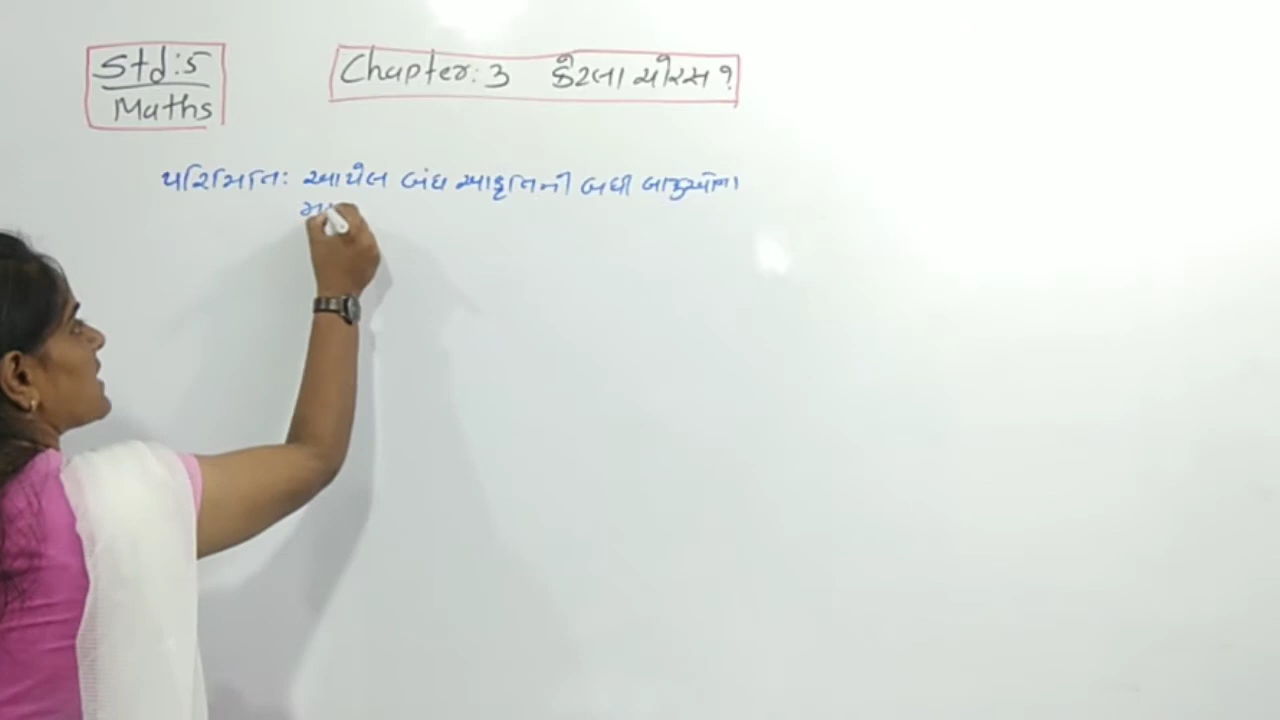 Std:5
Maths
Chapter:3 કેટલા ચોરસ?
પરિમિતિ: આપેલ બંધ આકૃતિની બધી બાજુઓના
મા